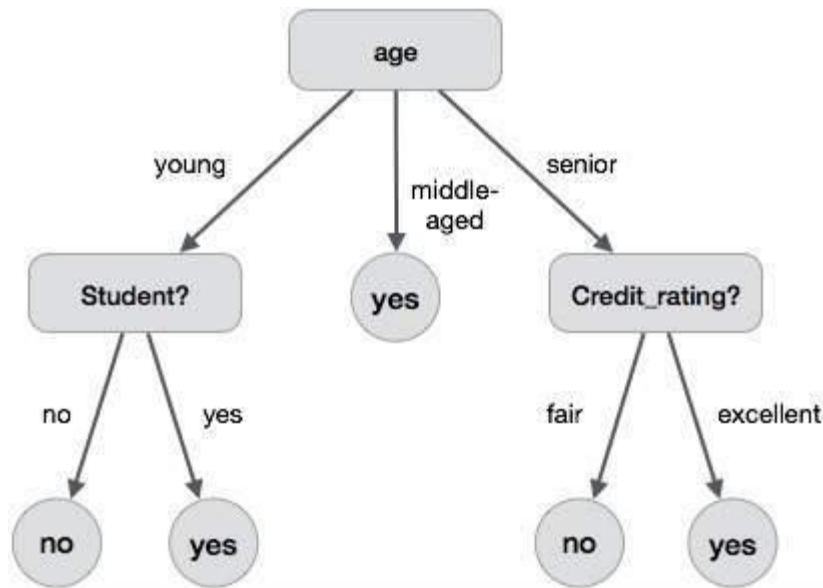 age
young
middle-
aged
senior
Student?
yes
Credit_rating?
no
yes
fair
excellent
no
yes
no
yes